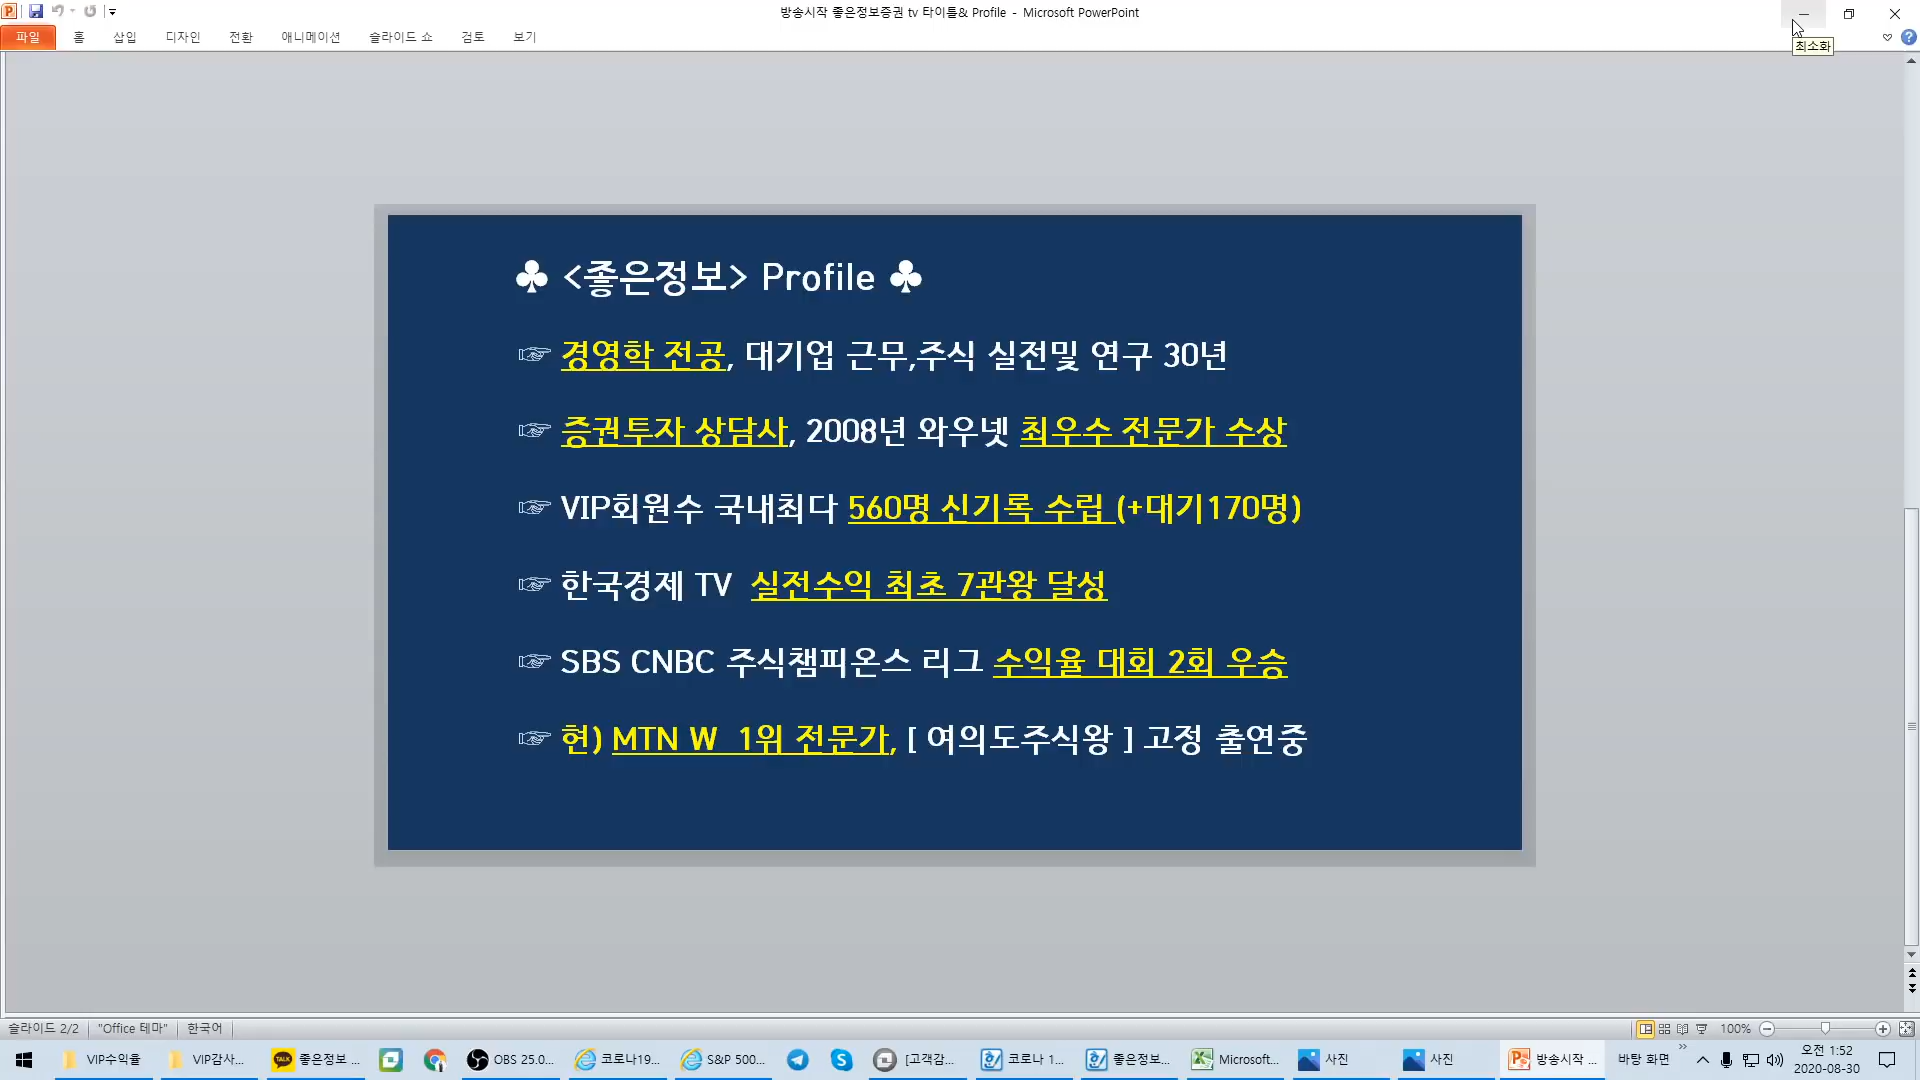 방송시작 좋은정보증권 tv 타이틀& Profile - Microsoft PowerPoint
파일 홈 삽입 디자인 전환 애니메이션 슬라이드 쇼 검토 보기
최소화
♣ <좋은정보> Profile ♣
☞ 경영학 전공, 대기업 근무,주식 실전및 연구 30년
☞ 증권투자 상담사, 2008년 와우넷 최우수 전문가 수상
☞ VIP회원수 국내최다 560명 신기록 수립 (+대기170명)
☞ 한국경제 TV 실전수익 최초 7관왕 달성
☞ SBS CNBC 주식챔피온스 리그 수익율 대회 2회 우승
☞ 현) MTN W 1위 전문가, [ 여의도주식왕 ] 고정 출연중
슬라이드 2/2 "Office 테마" 한국어 100%
VIP수익율 VIP감사... 좋은정보 ... OBS 25.0... 코로나19... S&P 500... [고객감... 코로나 1... 좋은정보... Microsoft... 사진 사진 방송시작 ... 바탕 화면 오전 1:52
2020-08-30